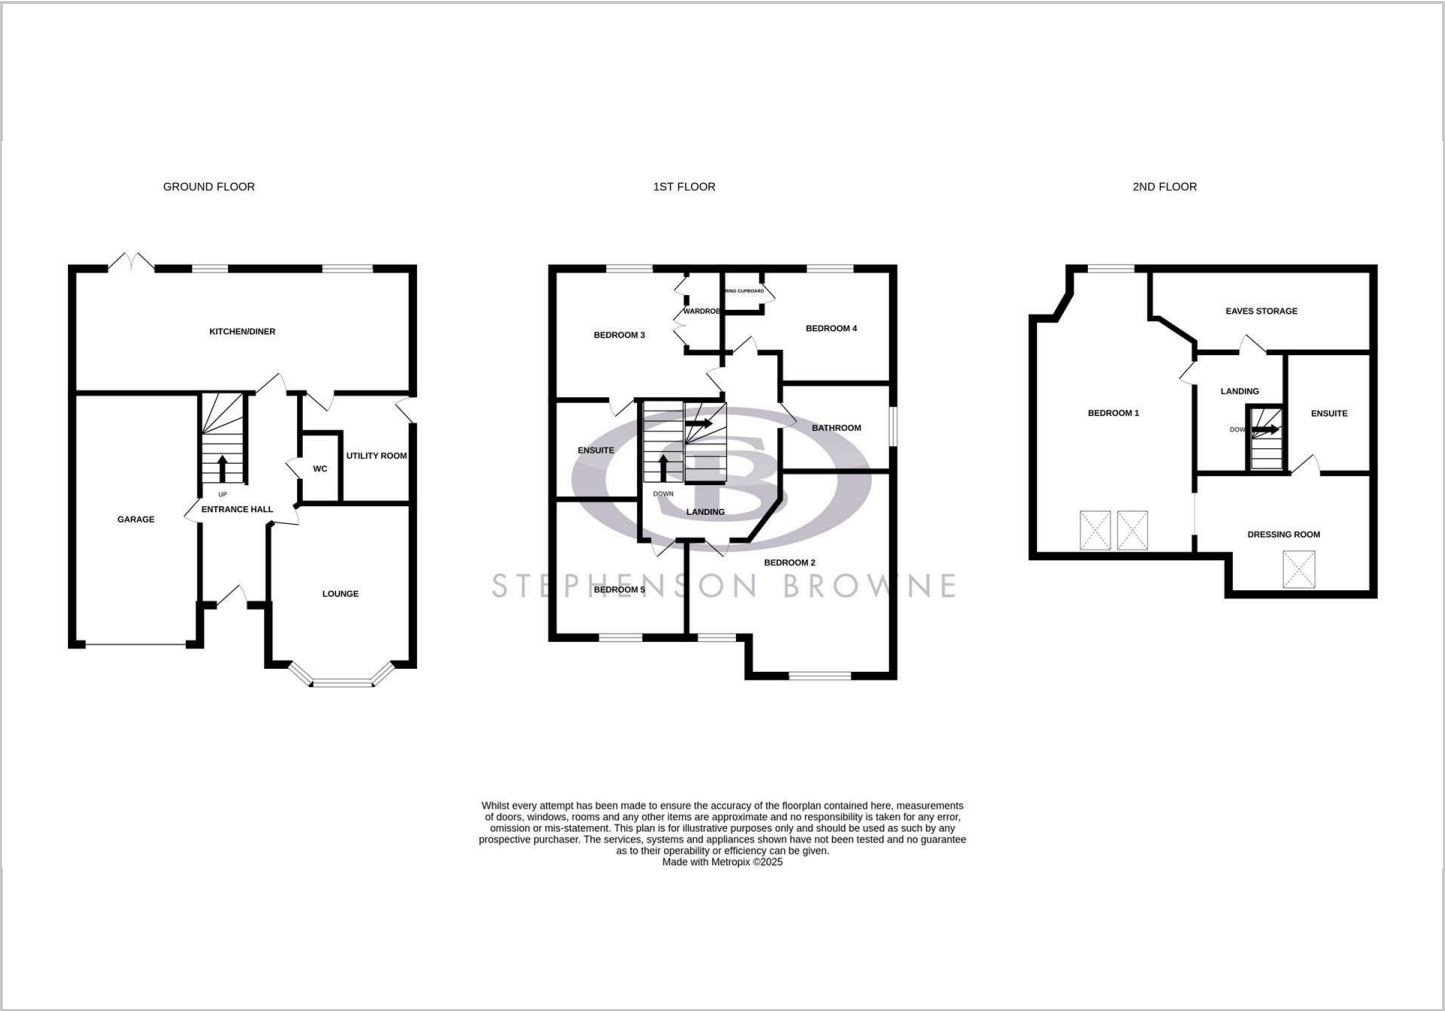 GROUND FLOOR
1ST FLOOR
2ND FLOOR
KITCHEN/DINER
UTILITY ROOM
WC
UP
ENTRANCE HALL
GARAGE
LOUNGE
BEDROOM 3
WARDROB
RING CUPBOARD
BEDROOM 4
BATHROOM
ENSUITE
DOWN
LANDING
BEDROOM 2
BEDROOM 5
EAVES STORAGE
LANDING
BEDROOM 1
ENSUITE
DOW
DRESSING ROOM
SB
STEPHENSON BROWNE
Whilst every attempt has been made to ensure the accuracy of the floorplan contained here, measurements
of doors, windows, rooms and any other items are approximate and no responsibility is taken for any error,
omission or mis-statement. This plan is for illustrative purposes only and should be used as such by any
prospective purchaser. The services, systems and appliances shown have not been tested and no guarantee
as to their operability or efficiency can be given.
Made with Metropix ©2025